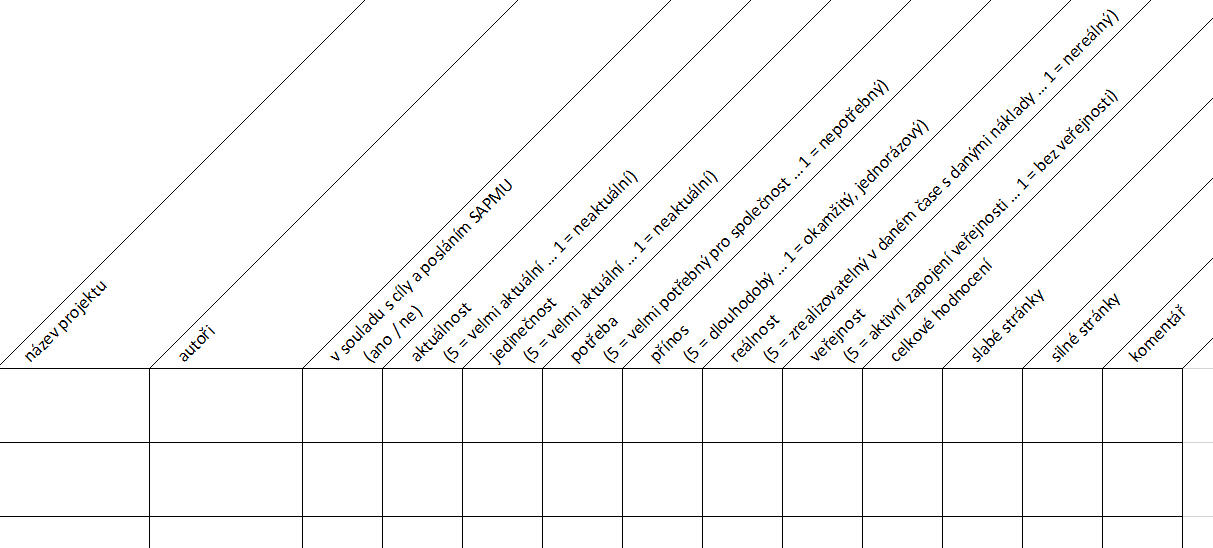 název projektu
autoři
v souladu s cíly a posláním SAPMU
(ano / ne)
aktuálnost
(5 = velmi aktuální ... 1 = neaktuální)
jedinečnost
(5 = velmi aktuální ... 1 = neaktuální)
potřeba
(5 = velmi potřebný pro společnost ... 1 = nepotřebný)
přínos
(5 = dlouhodobý ... 1 = okamžitý, jednorázový)
reálnost
(5 = zrealizovatelný v daném čase s danými náklady ... 1 = nereálný)
veřejnost
(5 = aktivní zapojení veřejnosti ... 1 = bez veřejnosti)
celkové hodnocení
slabé stránky
silné stránky
komentář